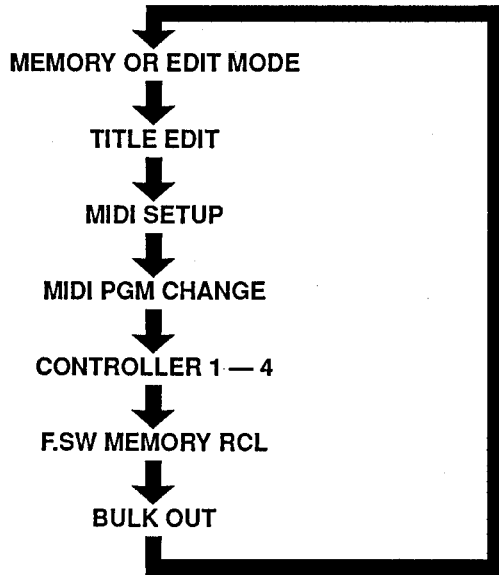 MEMORY OR EDIT MODE
TITLE EDIT
MIDI SETUP
MIDI PGM CHANGE
CONTROLLER 1 — 4
F.SW MEMORY RCL
BULK OUT